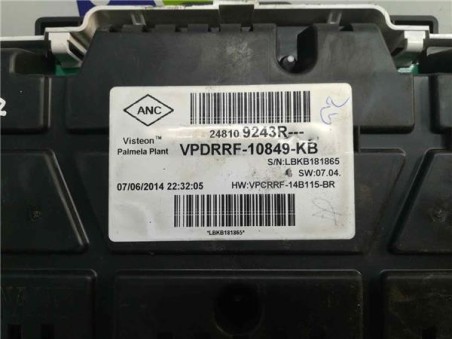 ANC
Visteon™
Palmela Plant
24810 9243R---
VPDRRF-10849-KB
S/N:LBKB181865
SW:07.04.
07/06/2014 22:32:05
HW:VPCRRF-14B115-BR
*LBKB181865*